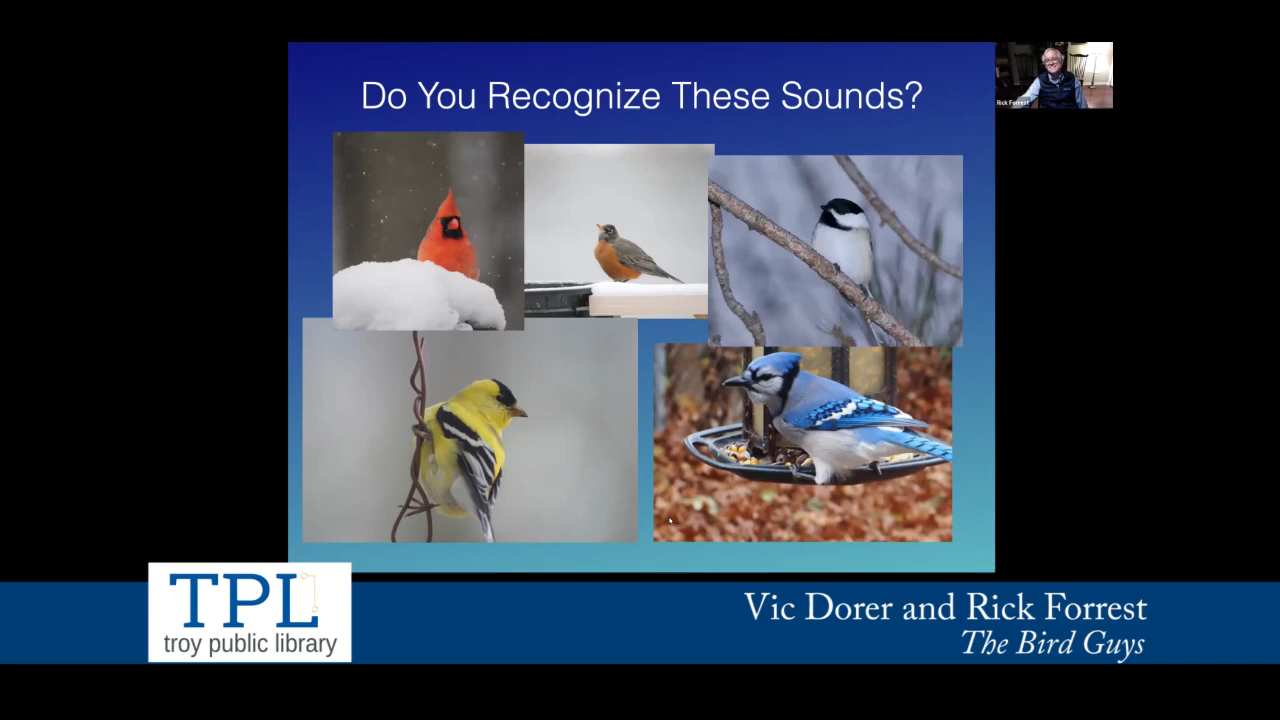 Do You Recognize These Sounds?
Rick Forrest
TPL
troy public library
Vic Dorer and Rick Forrest
The Bird Guys